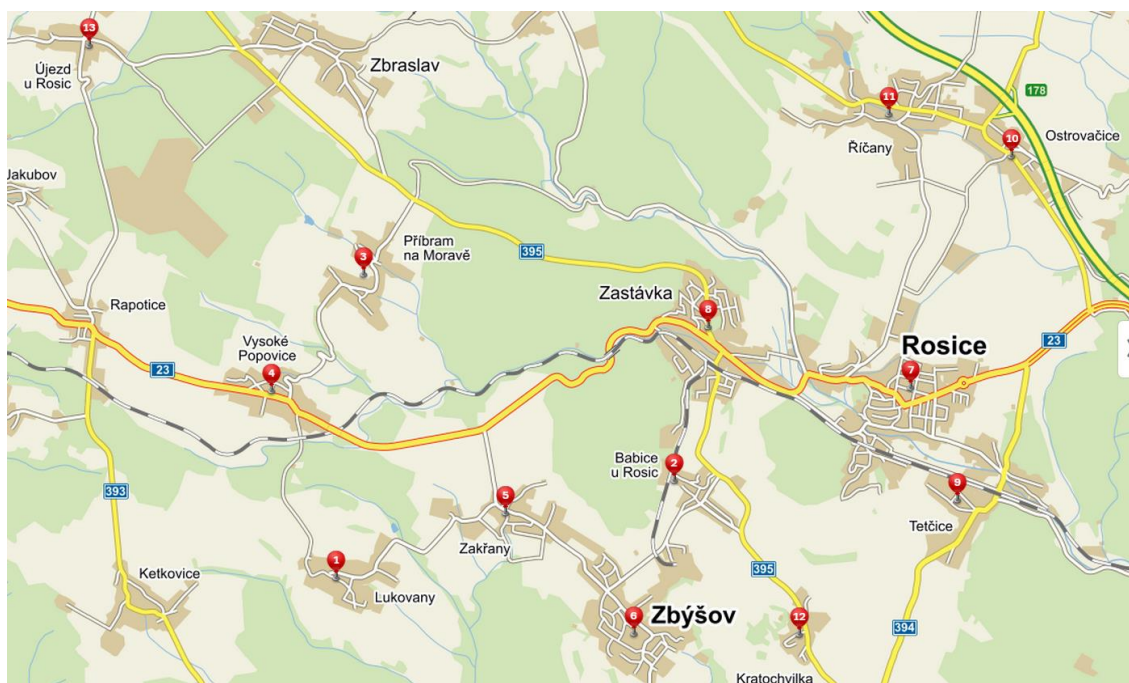 13
Újezd
u Rosic
Zbraslav
11
178
10
Ostrovačice
Říčany
Jakubov
3
Příbram
na Moravě
395
Zastávka
8
Rapotice
Vysoké
Popovice
4
23
Rosice
7
23
Babice
u Rosic
2
393
5
Zakřany
9
Tetčice
1
Lukovany
Ketkovice
395
6
Zbýšov
12
394
Kratochvilka